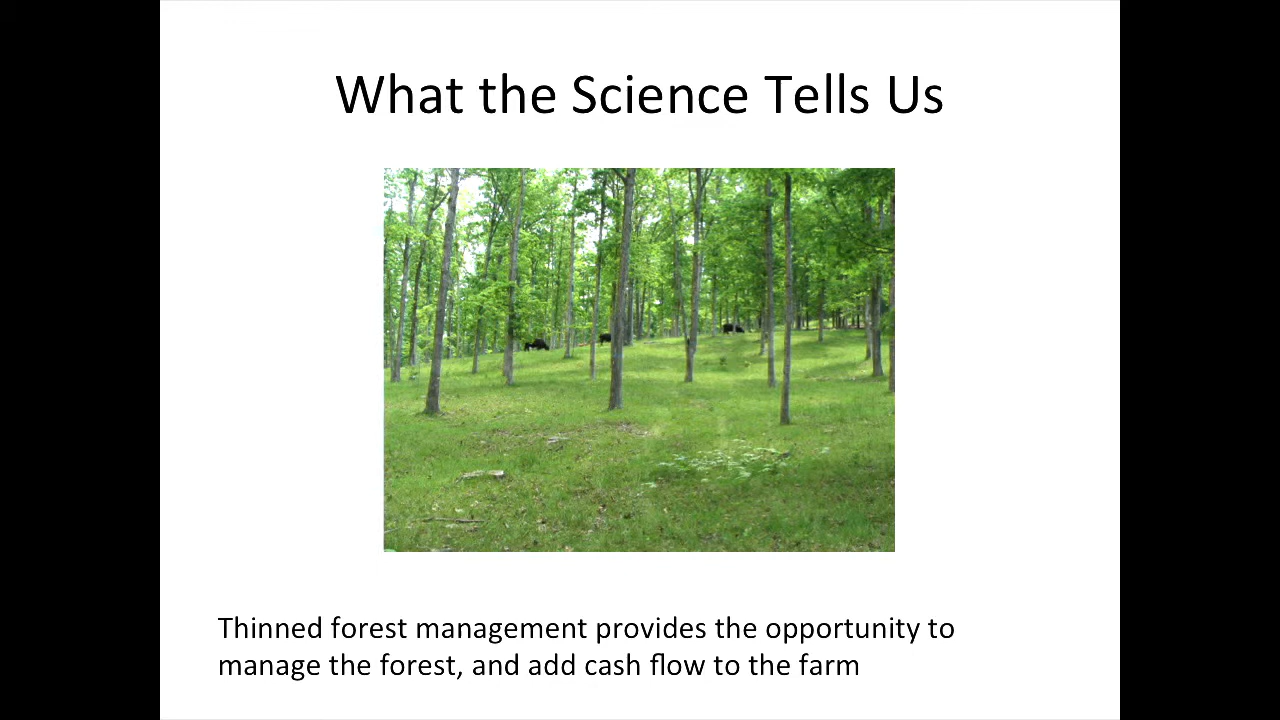 What the Science Tells Us
Thinned forest management provides the opportunity to
manage the forest, and add cash flow to the farm